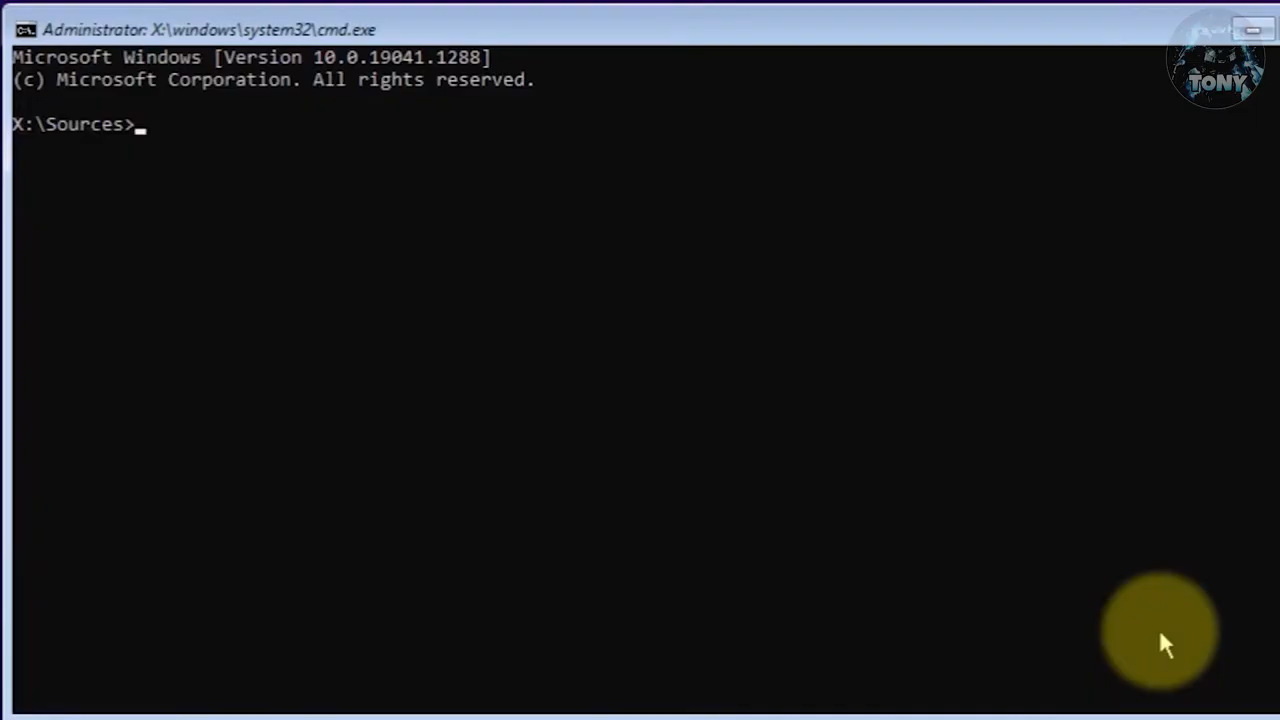 Administrator: X:\windows\system32\cmd.exe
Microsoft Windows [Version 10.0.19041.1288]
(c) Microsoft Corporation. All rights reserved.
X:\Sources>
TONY